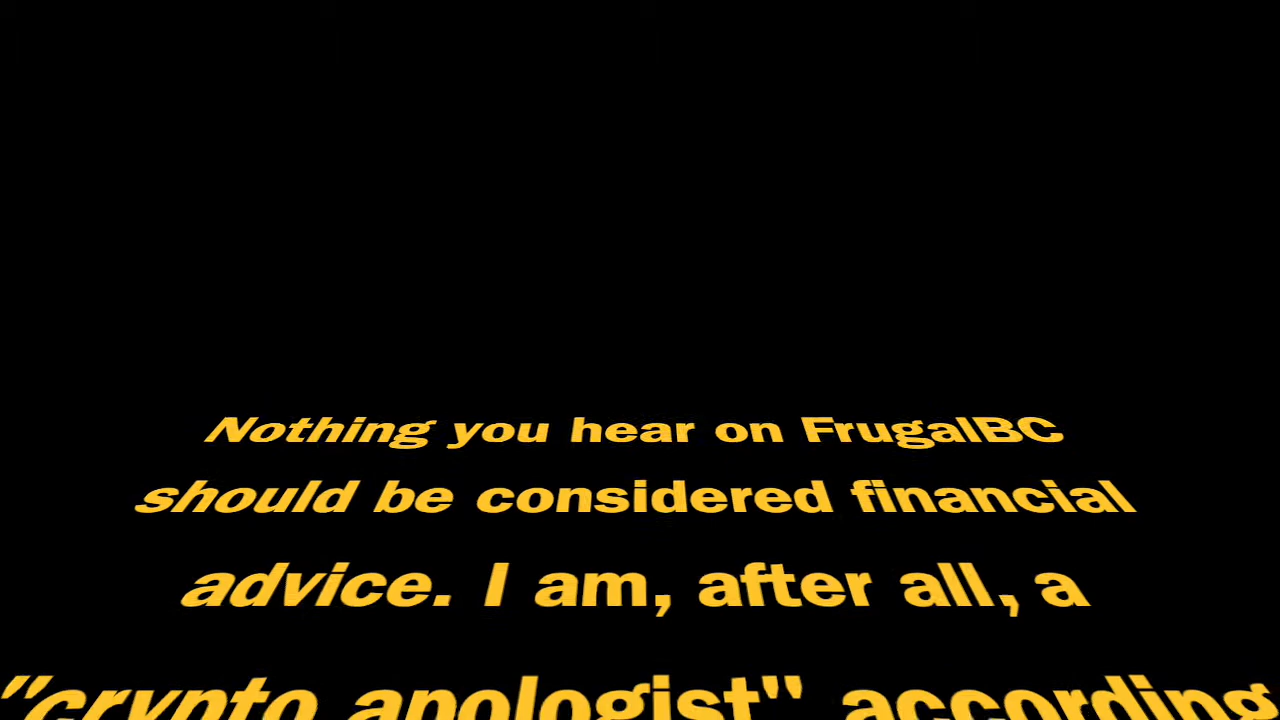 Nothing you hear on FrugalBC
should be considered financial
advice. I am, after all, a
"crypto apologist" according